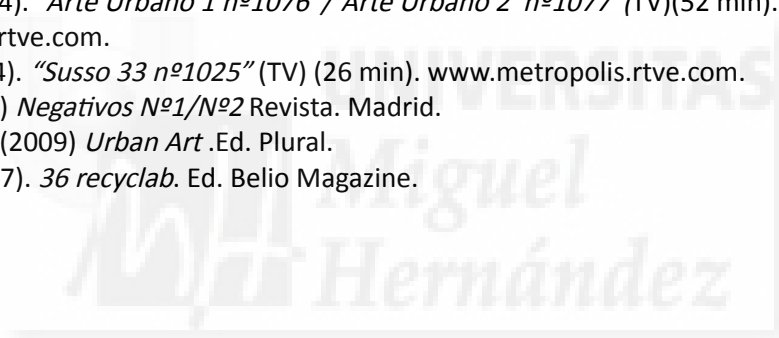 4). "Arte Urbano 1 nº1076 / Arte Urbano 2 nº1077 (TV)(52 min).
rtve.com.
4). "Susso 33 nº1025" (TV) (26 min). www.metropolis.rtve.com.
) Negativos Nº1/Nº2 Revista. Madrid.
(2009) Urban Art .Ed. Plural.
7). 36 recyclab. Ed. Belio Magazine.
UNIVERSITAS
Miguel
Hernández